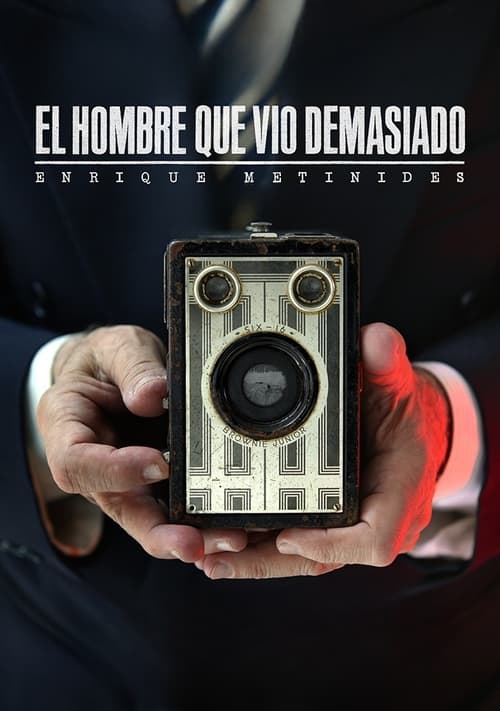 EL HOMBRE QUE VIO DEMASIADO
ENRIQUE METINIDES
SIX-16
BROWNIE JUNIOR